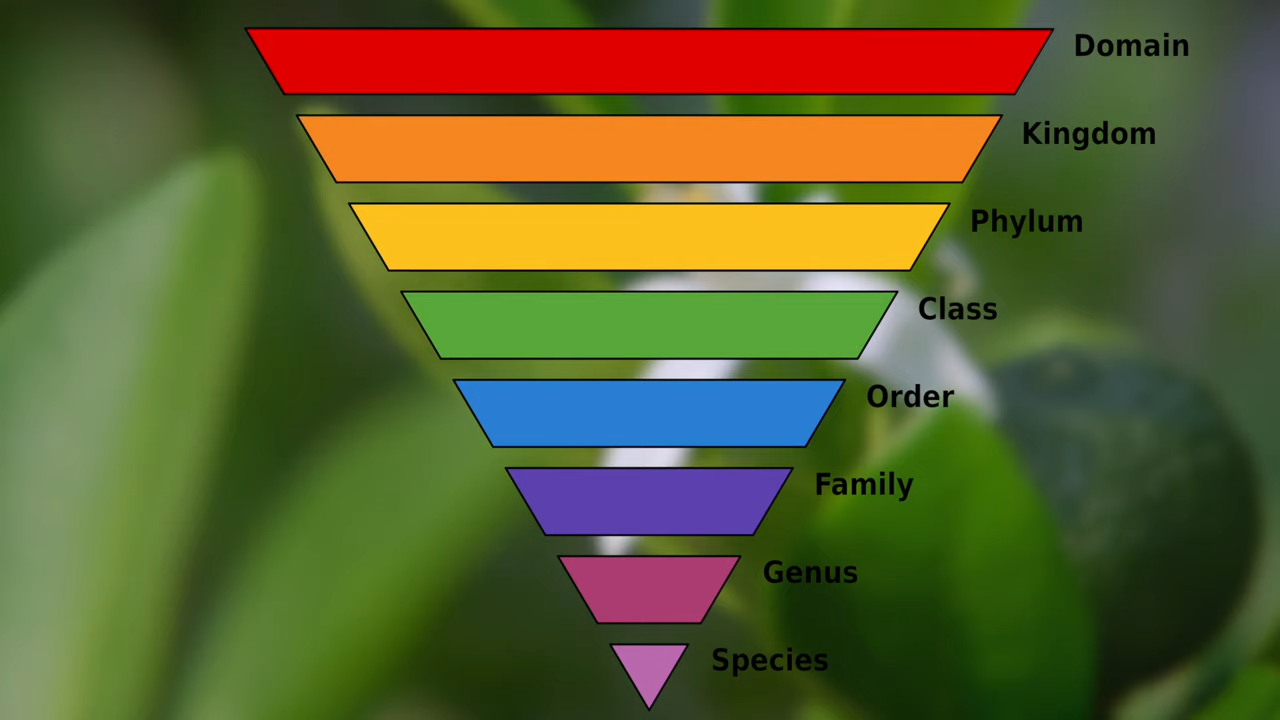 Domain
Kingdom
Phylum
Class
Order
Family
Genus
Species